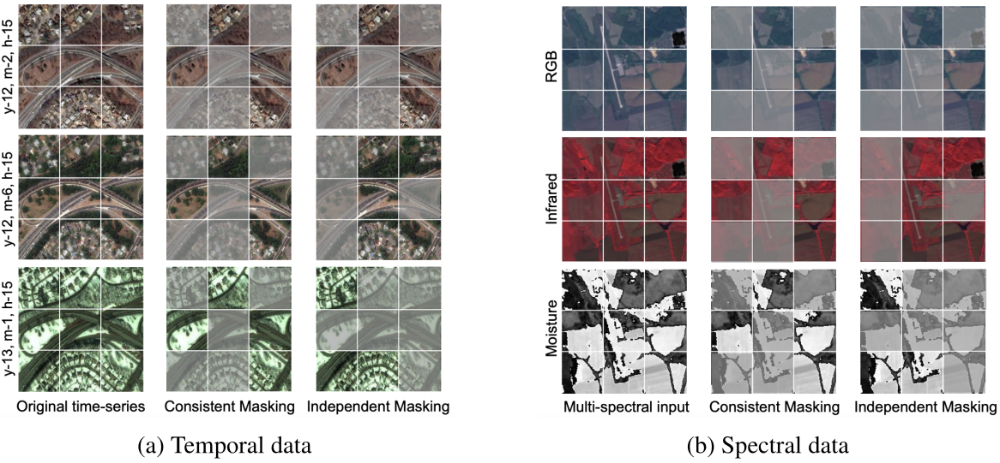 y-12, m-2, h-15
y-12, m-6, h-15
y-13, m-1, h-15
Original time-series
Consistent Masking
Independent Masking
(a) Temporal data
RGB
Infrared
Moisture
Multi-spectral input
Consistent Masking
Independent Masking
(b) Spectral data